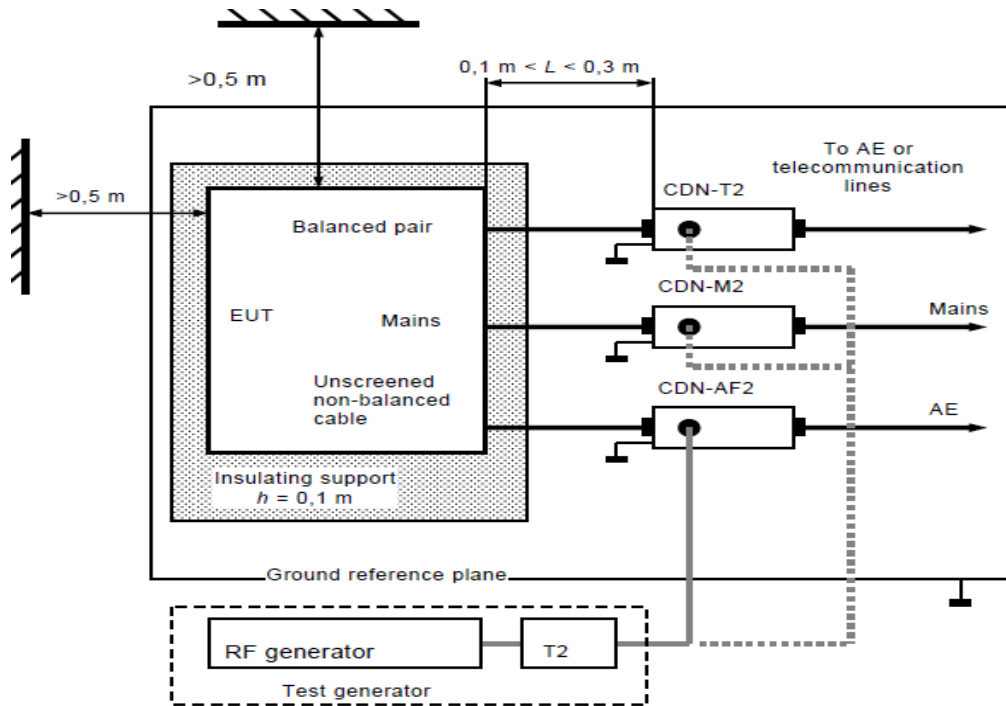 >0,5 m
0,1 m < L < 0,3 m
To AE or
telecommunication
lines
CDN-T2
>0,5 m
Balanced pair
CDN-M2
EUT
Mains
Mains
Unscreened
non-balanced
cable
CDN-AF2
AE
Insulating support
h = 0,1 m
Ground reference plane
RF generator
T2
Test generator